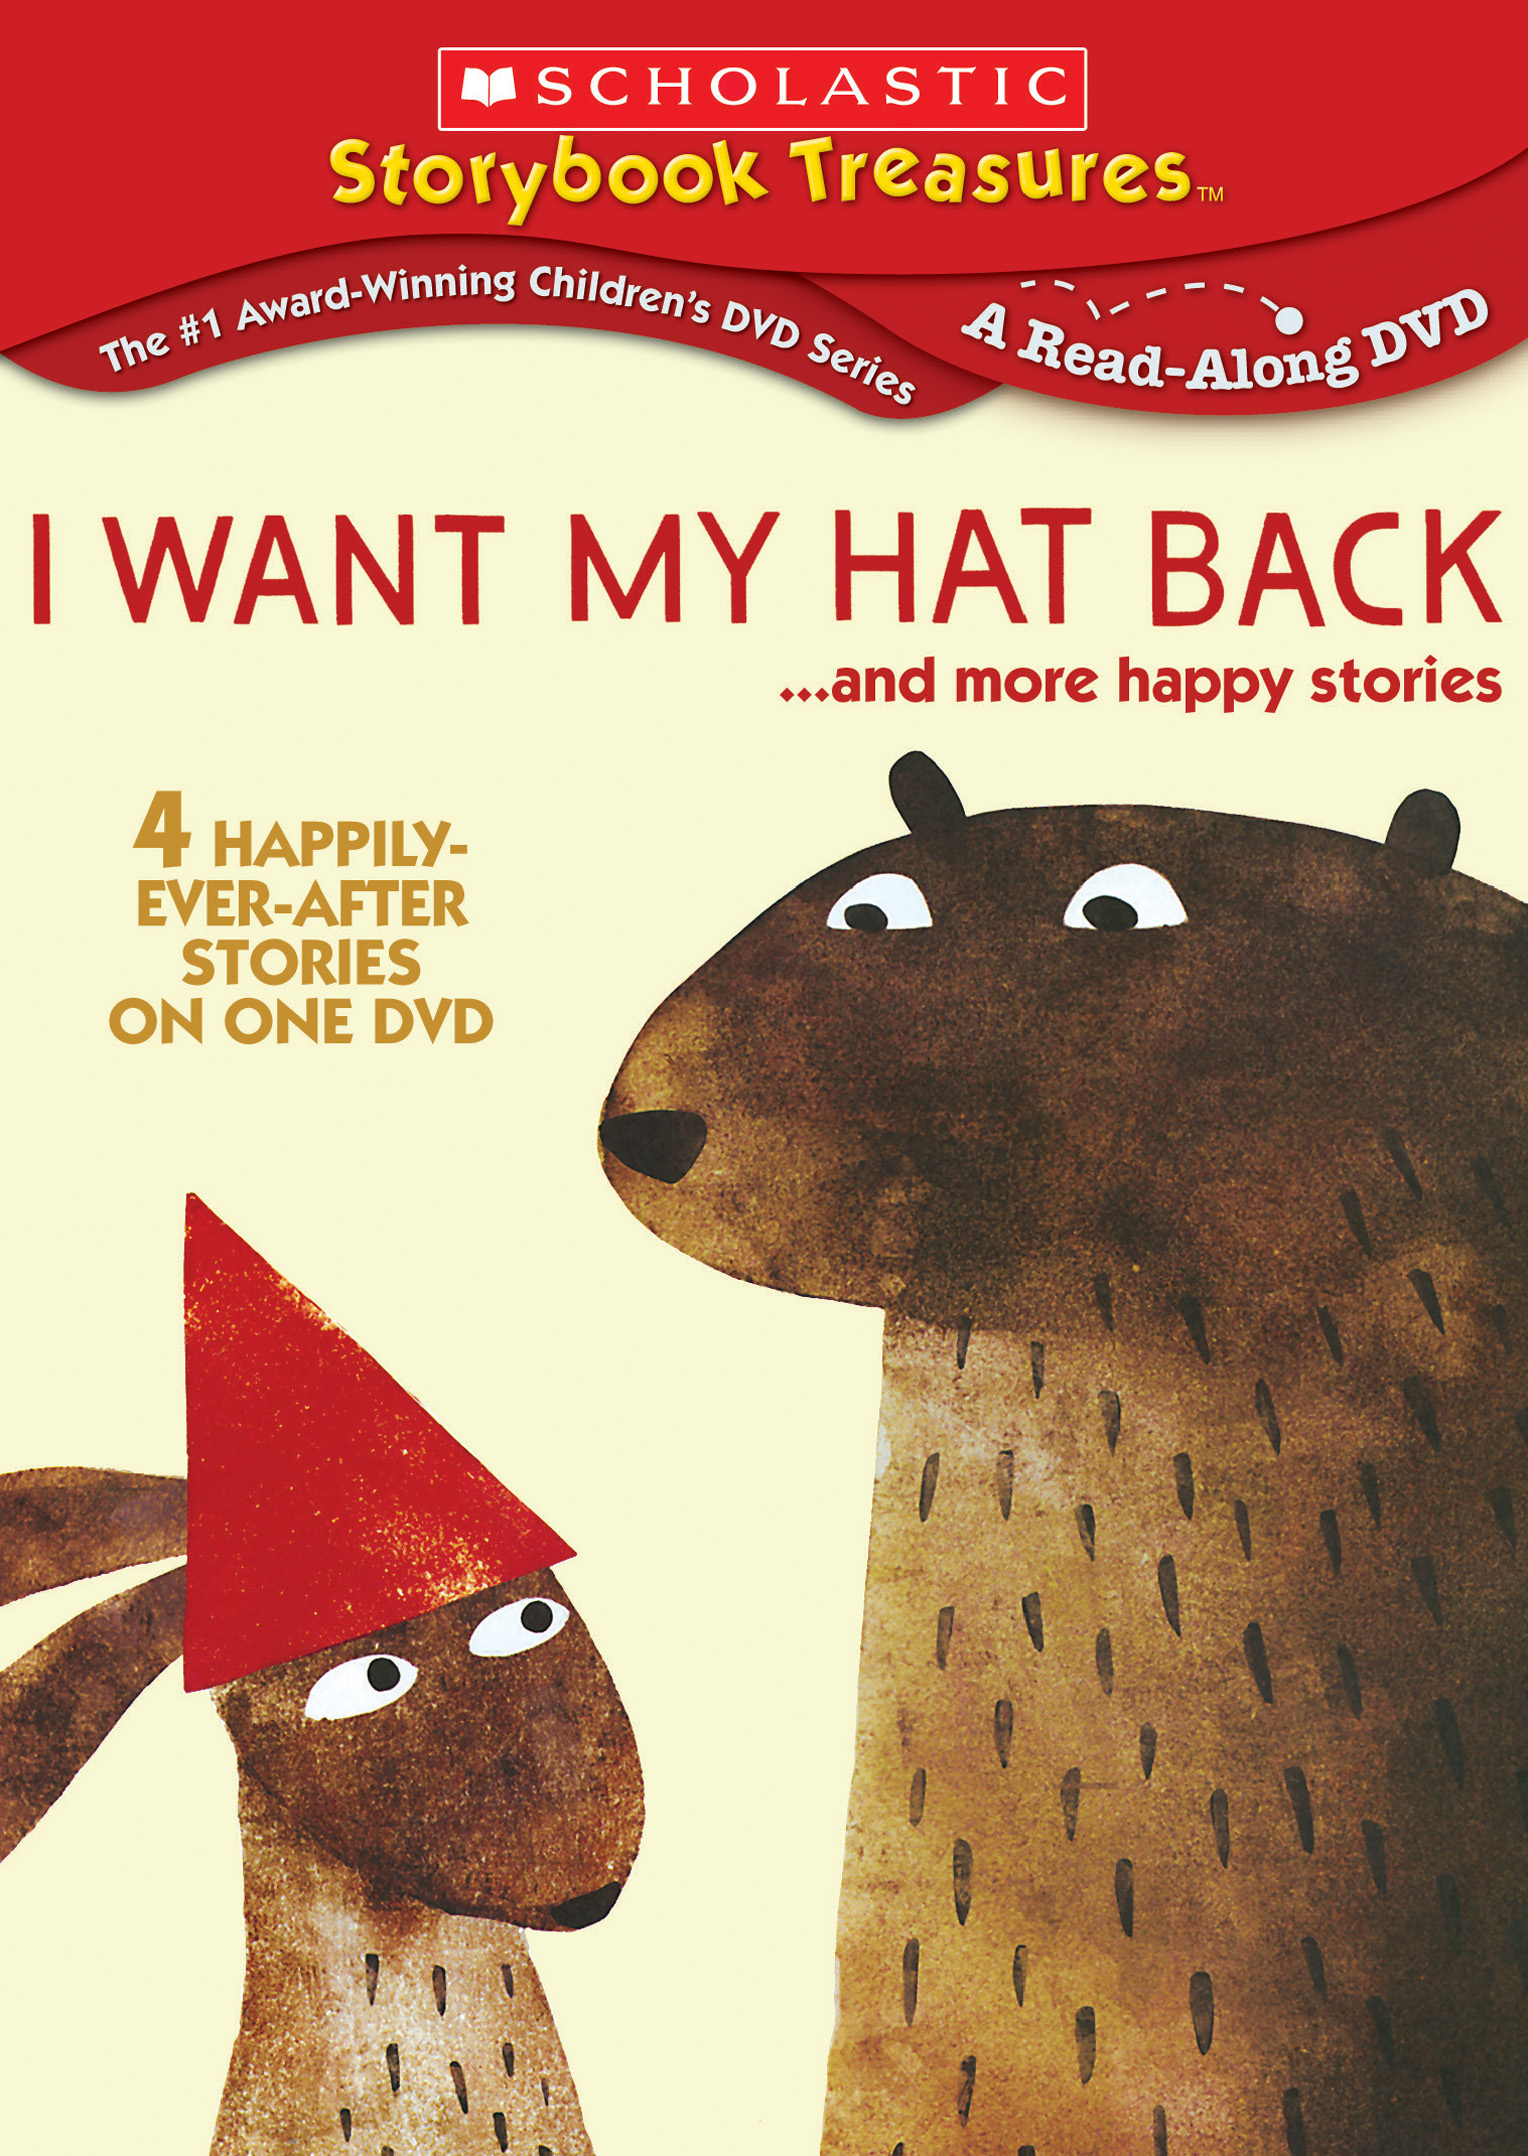 SCHOLASTIC
Storybook Treasures™
The #1 Award-Winning Children's DVD Series
A Read-Along DVD
I WANT MY HAT BACK
...and more happy stories
4 HAPPILY-
EVER-AFTER
STORIES
ON ONE DVD